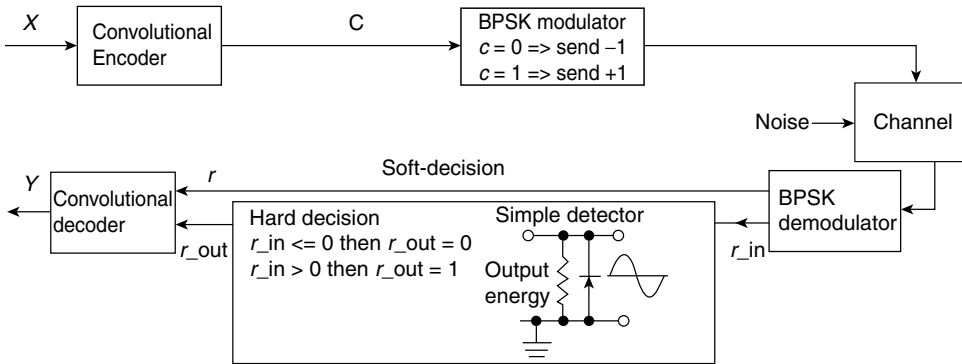 X
Convolutional
Encoder
C
BPSK modulator
c = 0 => send –1
c = 1 => send +1
Noise
Channel
Soft-decision
Y
Convolutional
decoder
r
r_out
Hard decision
r_in <= 0 then r_out = 0
r_in > 0 then r_out = 1
Simple detector
Output
energy
r_in
BPSK
demodulator